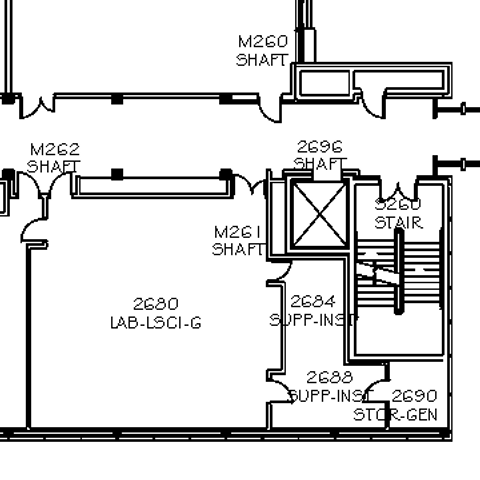 M260
SHAFT
M262
SHAFT
2696
SHAFT
S260
STAIR
M261
SHAFT
2680
LAB-LSCI-G
2684
SUPP-INST
2688
SUPP-INST
2690
STOR-GEN